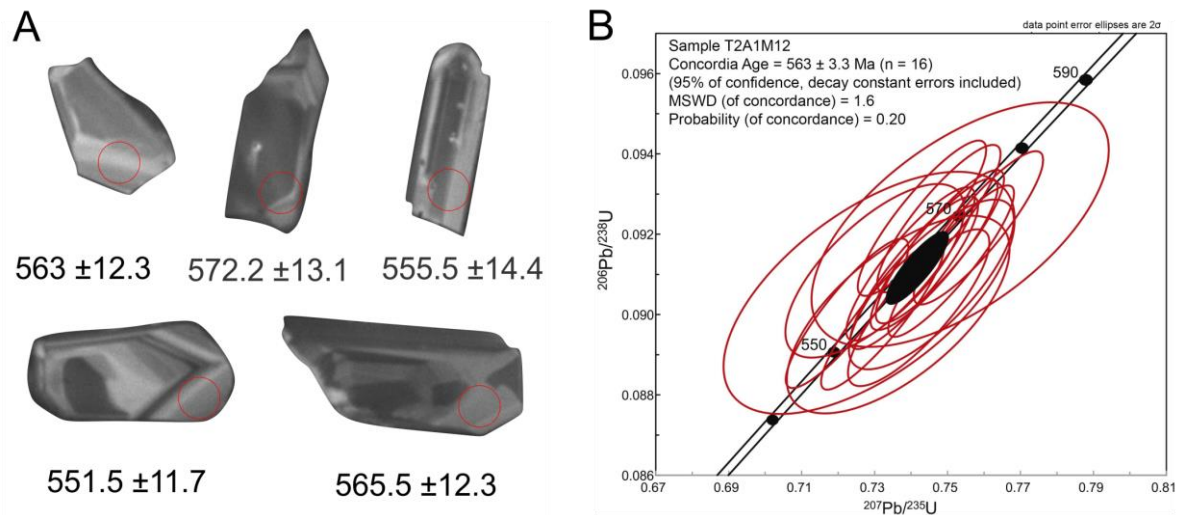 A
563 ±12.3
572.2 ±13.1
555.5 ±14.4
551.5 ±11.7
565.5 ±12.3
B
data point error ellipses are 2σ
Sample T2A1M12
Concordia Age = 563 ± 3.3 Ma (n = 16)
(95% of confidence, decay constant errors included)
MSWD (of concordance) = 1.6
Probability (of concordance) = 0.20
590
570
550
206Pb/238U
0.096
0.094
0.092
0.090
0.088
0.086
0.67 0.69 0.71 0.73 0.75 0.77 0.79 0.81
207Pb/235U